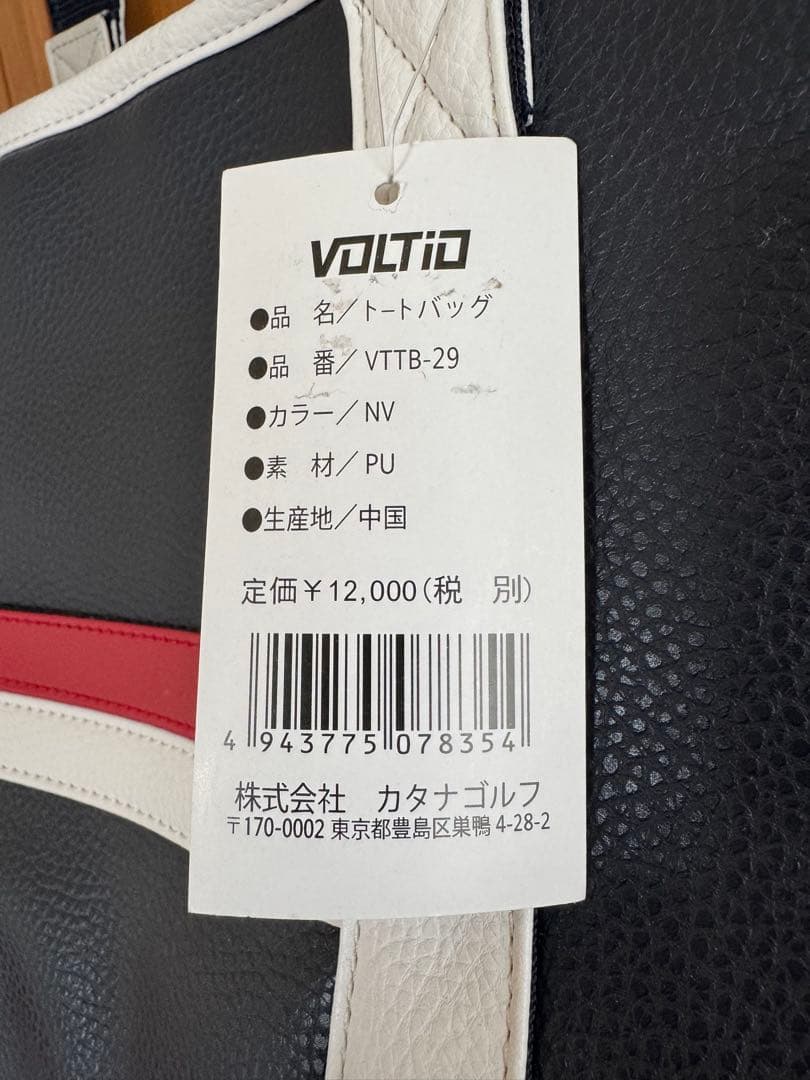 VOLTiO
●品　名／トートバッグ
●品　番／VTTB-29
●カラー／NV
●素　材／PU
●生産地／中国
定価￥12,000(税　別)
4 943775 078354
株式会社　カタナゴルフ
〒170-0002 東京都豊島区巣鴨 4-28-2